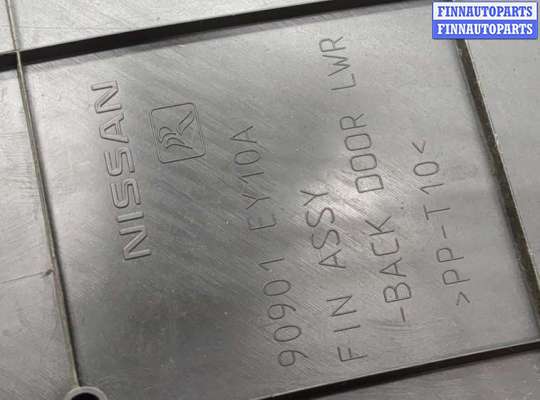 FINNAUTOPARTS
FINNAUTOPARTS
NISSAN
90901 EY10A
FIN ASSY
-BACK DOOR LWR
>PP-T10<